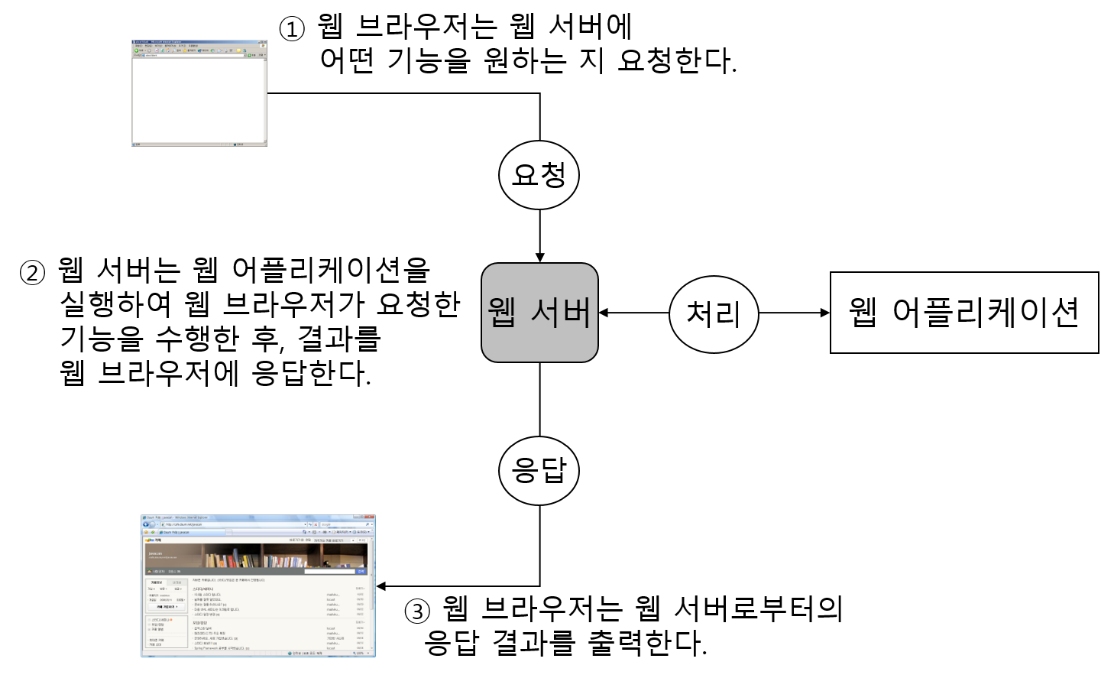 ① 웹 브라우저는 웹 서버에
어떤 기능을 원하는 지 요청한다.
요청
② 웹 서버는 웹 어플리케이션을
실행하여 웹 브라우저가 요청한
기능을 수행한 후, 결과를
웹 브라우저에 응답한다.
웹 서버
처리
웹 어플리케이션
응답
③ 웹 브라우저는 웹 서버로부터의
응답 결과를 출력한다.